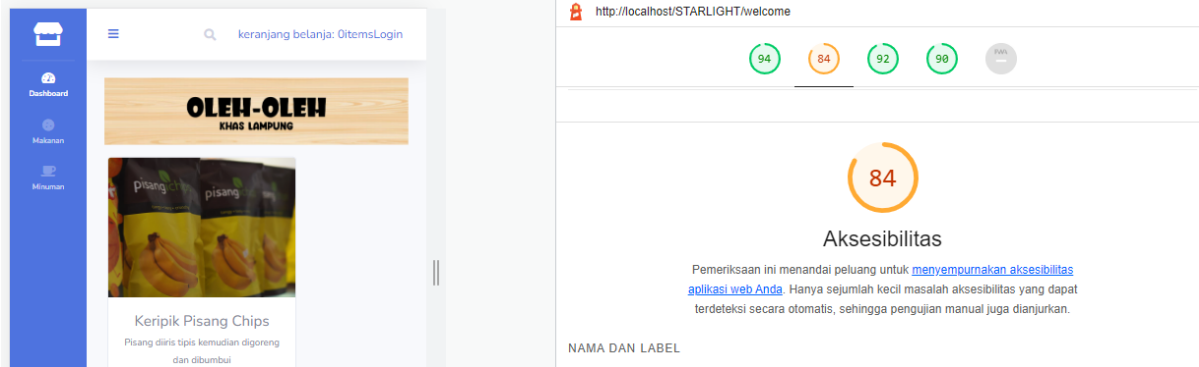 keranjang belanja: 0itemsLogin
Dashboard
Makanan
Minuman
OLEH-OLEH
KHAS LAMPUNG
pisang
pisang
Keripik Pisang Chips
Pisang diiris tipis kemudian digoreng
dan dibumbui
http://localhost/STARLIGHT/welcome
94
84
92
90
PWA
84
Aksesibilitas
Pemeriksaan ini menandai peluang untuk menyempurnakan aksesibilitas
aplikasi web Anda. Hanya sejumlah kecil masalah aksesibilitas yang dapat
terdeteksi secara otomatis, sehingga pengujian manual juga dianjurkan.
NAMA DAN LABEL